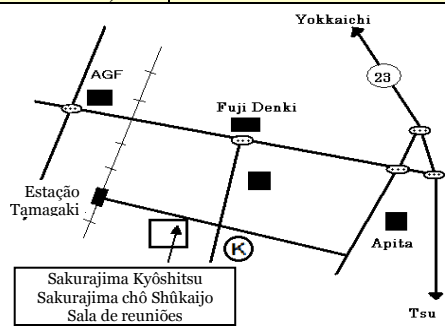 Yokkaichi
23
AGF
Fuji Denki
Estação
Tamagaki
K
Apita
Sakurajima Kyôshitsu
Sakurajima chô Shûkaijo
Sala de reuniões
Tsu